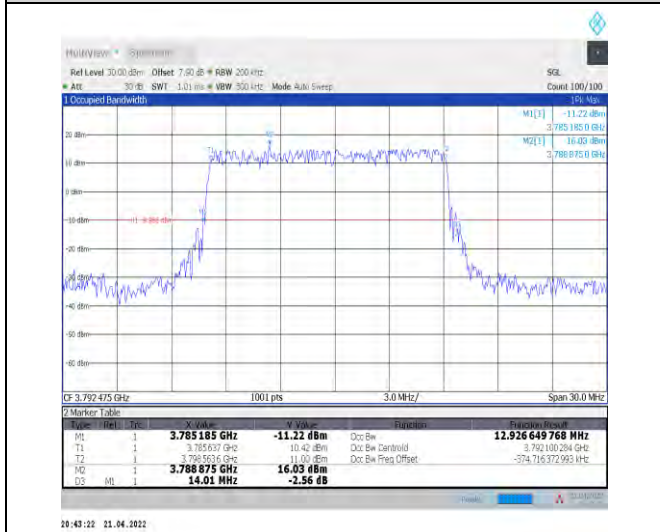 MultiView
Spectrum
Ref Level 30.00 dBm Offset 7.90 dB RBW 200 kHz SGL
Att 30 dB SWT 1.01 ms VBW 500 kHz Mode Auto Sweep Count 100/100
1 Occupied Bandwidth 1Pk Max
M1[1] -11.22 dBm
3.785 185 0 GHz
M2[1] 16.03 dBm
3.788 875 0 GHz
20 dBm
10 dBm
0 dBm
-10 dBm
-20 dBm
-30 dBm
-40 dBm
-50 dBm
-60 dBm
CF 3.792 475 GHz 1001 pts 3.0 MHz/ Span 30.0 MHz
2 Marker Table
Type Ref Trc X-Value Y-Value Function Function Result
M1 1 3.785 185 GHz -11.22 dBm Occ Bw 12.926 649 768 MHz
T1 1 3.785 637 GHz 10.42 dBm Occ Bw Centroid 3.792 100 284 GHz
T2 1 3.798 563 6 GHz 11.00 dBm Occ Bw Freq Offset -374.716 372 993 kHz
M2 1 3.788 875 GHz 16.03 dBm
D3 M1 1 14.01 MHz -2.56 dB
20:43:22 21.04.2022